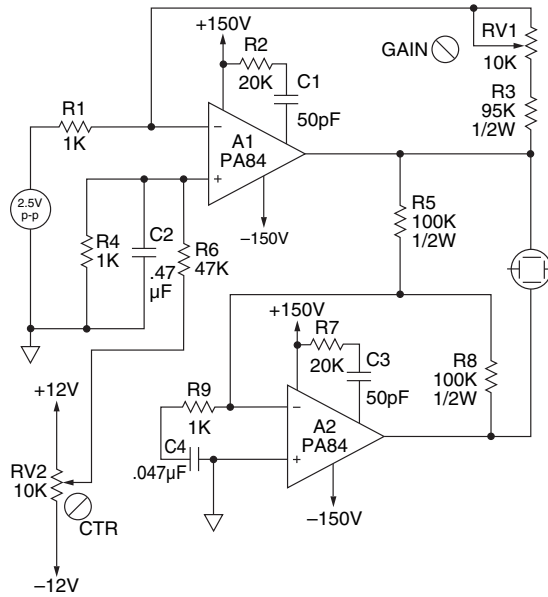 +150V
R2
20K
C1
50pF
GAIN
RV1
10K
R3
95K
1/2W
R1
1K
–
A1
PA84
+
–150V
2.5V
p-p
R4
1K
C2
.47
µF
R6
47K
R5
100K
1/2W
+150V
R7
20K
C3
50pF
R8
100K
1/2W
+12V
R9
1K
–
A2
PA84
+
C4
.047µF
RV2
10K
CTR
–150V
–12V